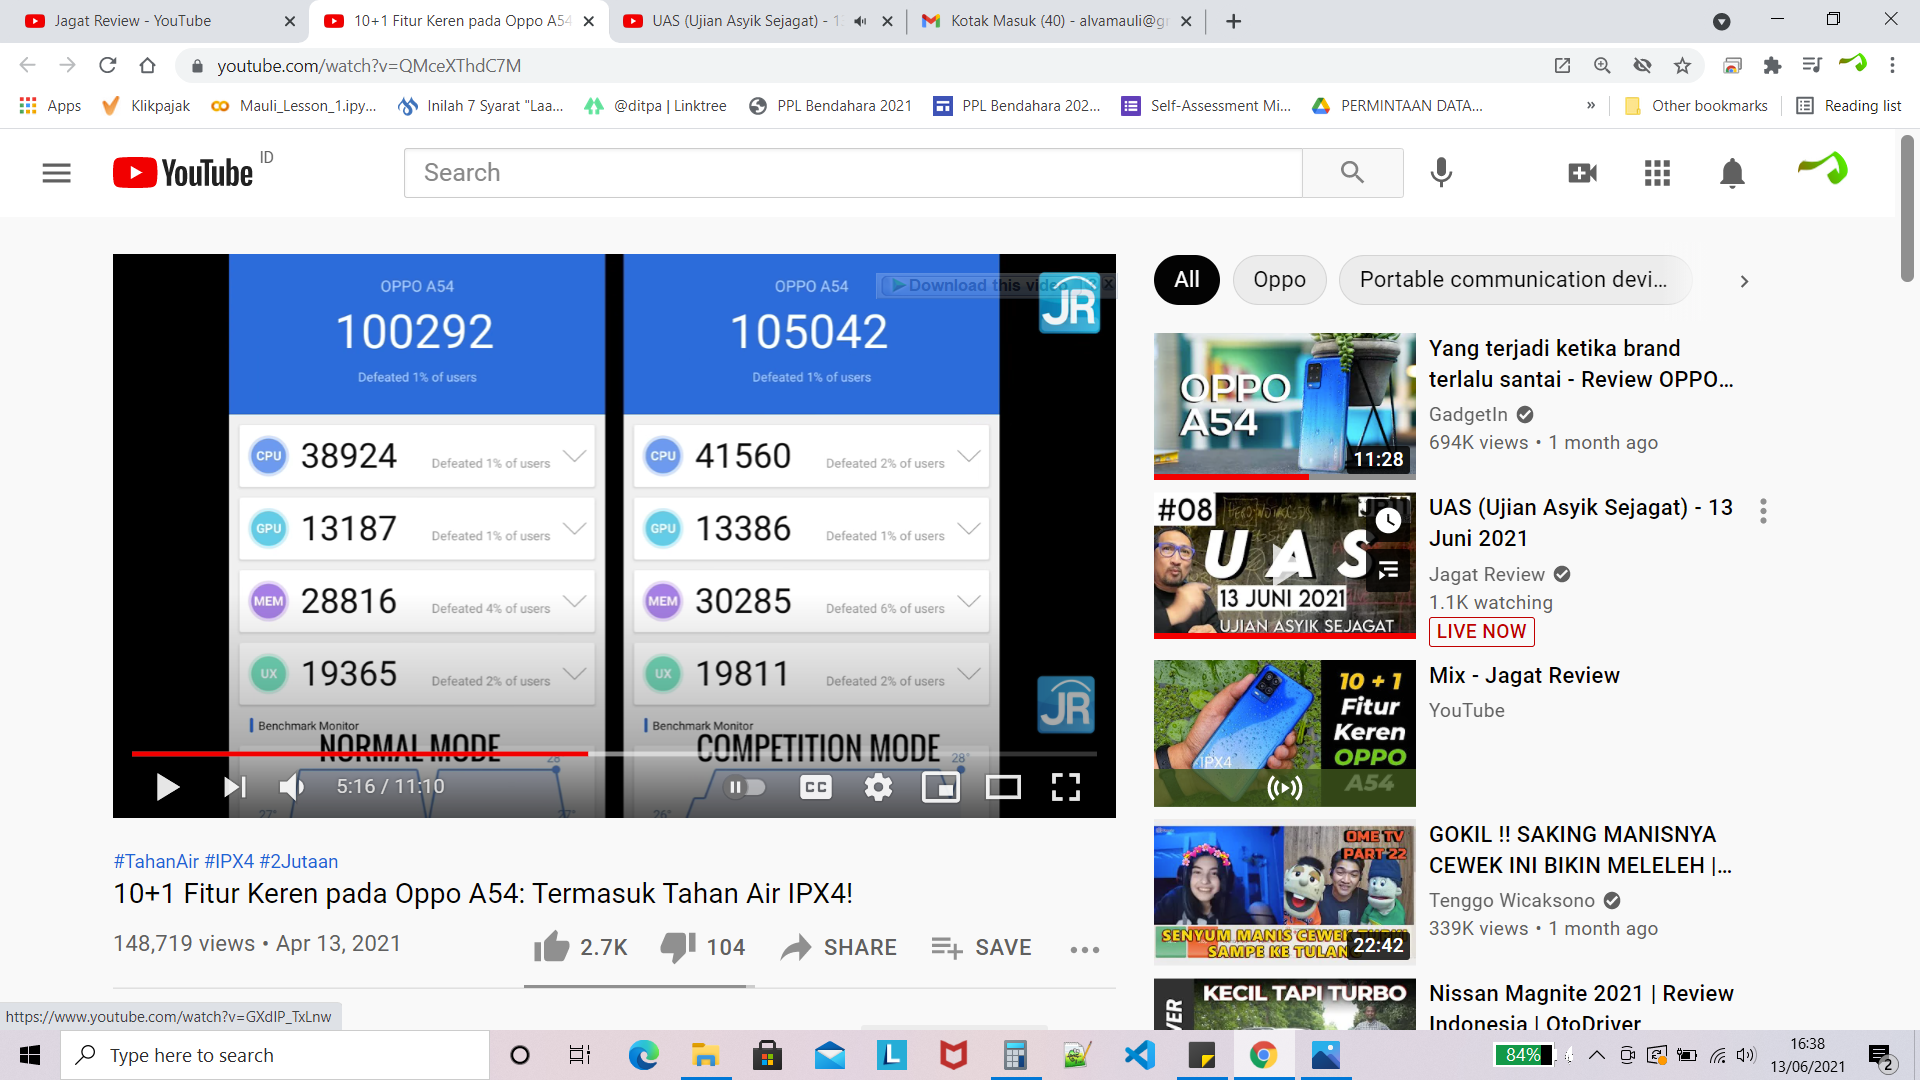 Jagat Review - YouTube
10+1 Fitur Keren pada Oppo A54
UAS (Ujian Asyik Sejagat) - 1
Kotak Masuk (40) - alvamauli@g
youtube.com/watch?v=QMceXThdC7M
Apps
Klikpajak
Mauli_Lesson_1.ipy...
Inilah 7 Syarat "Laa...
@ditpa | Linktree
PPL Bendahara 2021
PPL Bendahara 202...
Self-Assessment Mi...
PERMINTAAN DATA...
»
Other bookmarks
Reading list
YouTube
ID
Search
All
Oppo
Portable communication devi...
OPPO A54
100292
Defeated 1% of users
CPU 38924 Defeated 1% of users
GPU 13187 Defeated 1% of users
MEM 28816 Defeated 4% of users
UX 19365 Defeated 2% of users
Benchmark Monitor
NORMAL MODE
28°
27°
27°
OPPO A54
105042
Defeated 1% of users
CPU 41560 Defeated 2% of users
GPU 13386 Defeated 1% of users
MEM 30285 Defeated 6% of users
UX 19811 Defeated 2% of users
Benchmark Monitor
COMPETITION MODE
28°
26°
Download this video
JR
JR
5:16 / 11:10
CC
#TahanAir #IPX4 #2Jutaan
10+1 Fitur Keren pada Oppo A54: Termasuk Tahan Air IPX4!
148,719 views • Apr 13, 2021
2.7K
104
SHARE
SAVE
OPPO
A54
11:28
Yang terjadi ketika brand
terlalu santai - Review OPPO...
GadgetIn
694K views • 1 month ago
#08
UAS
13 JUNI 2021
UJIAN ASYIK SEJAGAT
UAS (Ujian Asyik Sejagat) - 13
Juni 2021
Jagat Review
1.1K watching
LIVE NOW
10 + 1
Fitur
Keren
OPPO
A54
IPX4
Mix - Jagat Review
YouTube
OME TV
PART 22
SENYUM MANIS CEWEK
SAMPE KE TULANG
22:42
GOKIL !! SAKING MANISNYA
CEWEK INI BIKIN MELELEH |...
Tenggo Wicaksono
339K views • 1 month ago
KECIL TAPI TURBO
Nissan Magnite 2021 | Review
Indonesia | OtoDriver
https://www.youtube.com/watch?v=GXdIP_TxLnw
Type here to search
84%
16:38
13/06/2021
2